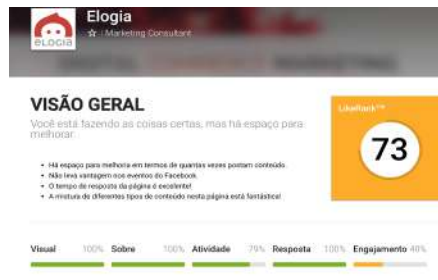 Elogia
ELOGIA
☆ : Marketing Consultant
MARKETING
VISÃO GERAL
Você está fazendo as coisas certas, mas há espaço para
melhorar.
LikeRank™
73
• Há espaço para melhora em termos de quantas vezes postam conteúdo.
• Não leva vantagem nos eventos do Facebook.
• O tempo de resposta da página é excelente!
• A mistura de diferentes tipos de conteúdo nesta página está fantástica!
Visual 100% Sobre 100% Atividade 79% Resposta 100% Engajamento 40%